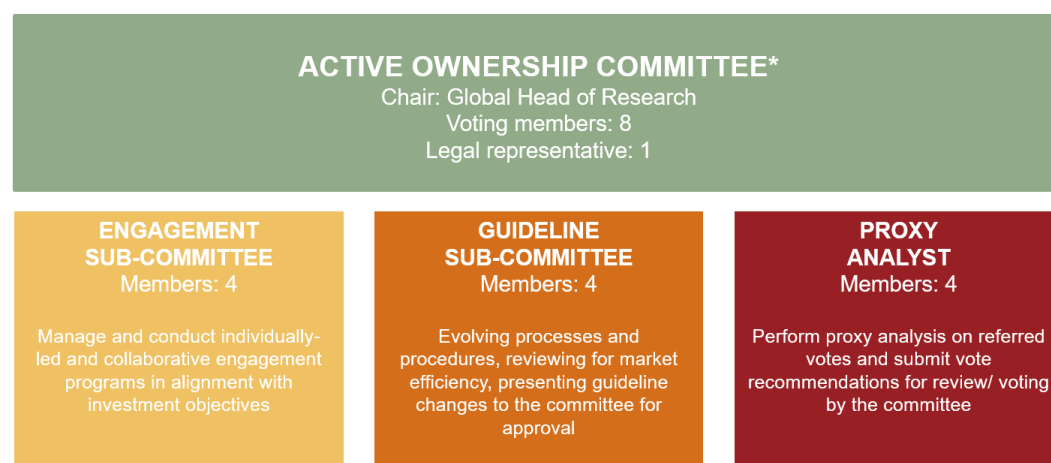 ACTIVE OWNERSHIP COMMITTEE*
Chair: Global Head of Research
Voting members: 8
Legal representative: 1
ENGAGEMENT
SUB-COMMITTEE
Members: 4
Manage and conduct individually-
led and collaborative engagement
programs in alignment with
investment objectives
GUIDELINE
SUB-COMMITTEE
Members: 4
Evolving processes and
procedures, reviewing for market
efficiency, presenting guideline
changes to the committee for
approval
PROXY
ANALYST
Members: 4
Perform proxy analysis on referred
votes and submit vote
recommendations for review/ voting
by the committee